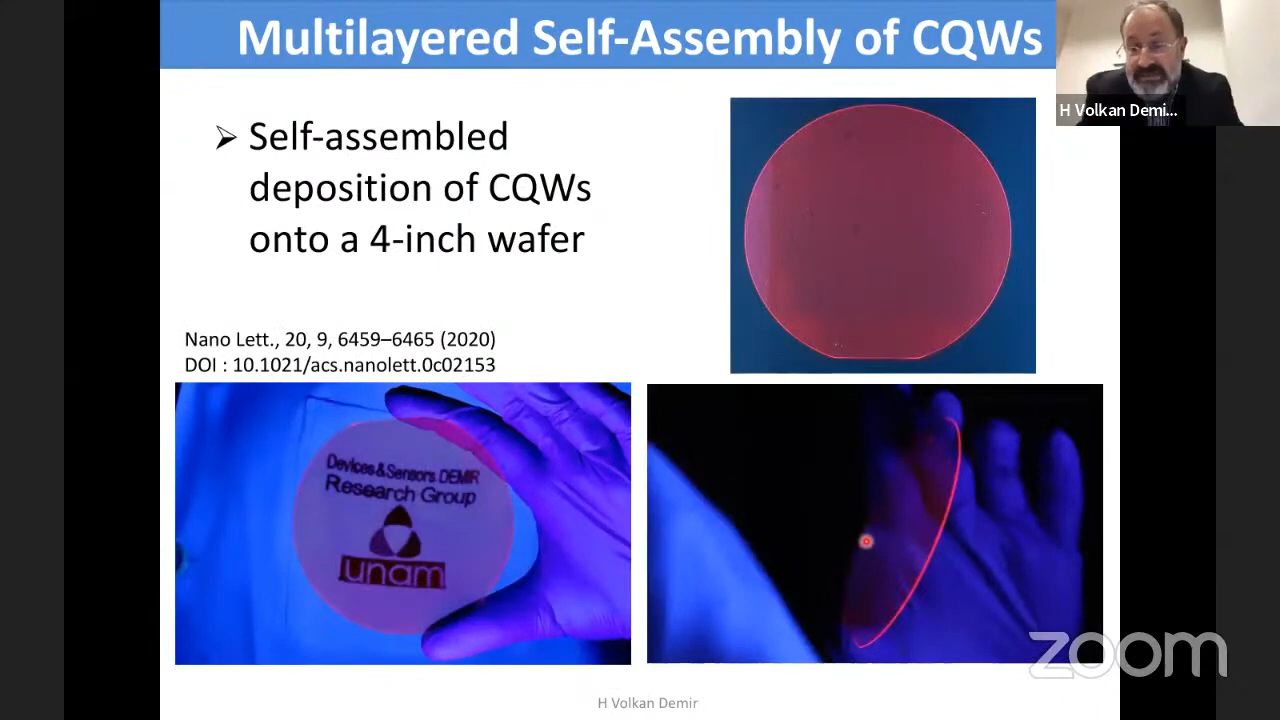 Multilayered Self-Assembly of CQWs
H Volkan Demi...
➢ Self-assembled
deposition of CQWs
onto a 4-inch wafer
Nano Lett., 20, 9, 6459–6465 (2020)
DOI : 10.1021/acs.nanolett.0c02153
Devices&Sensors DEMIR
Research Group
unam
zoom
H Volkan Demir